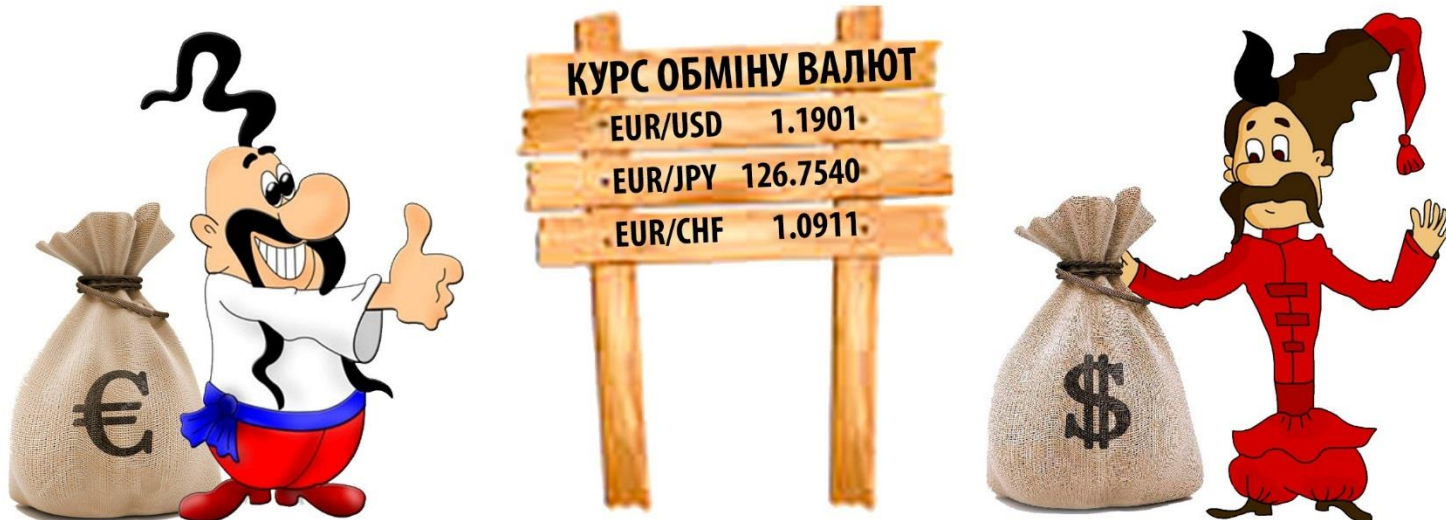 КУРС ОБМІНУ ВАЛЮТ
EUR/USD 1.1901
EUR/JPY 126.7540
EUR/CHF 1.0911
€
$